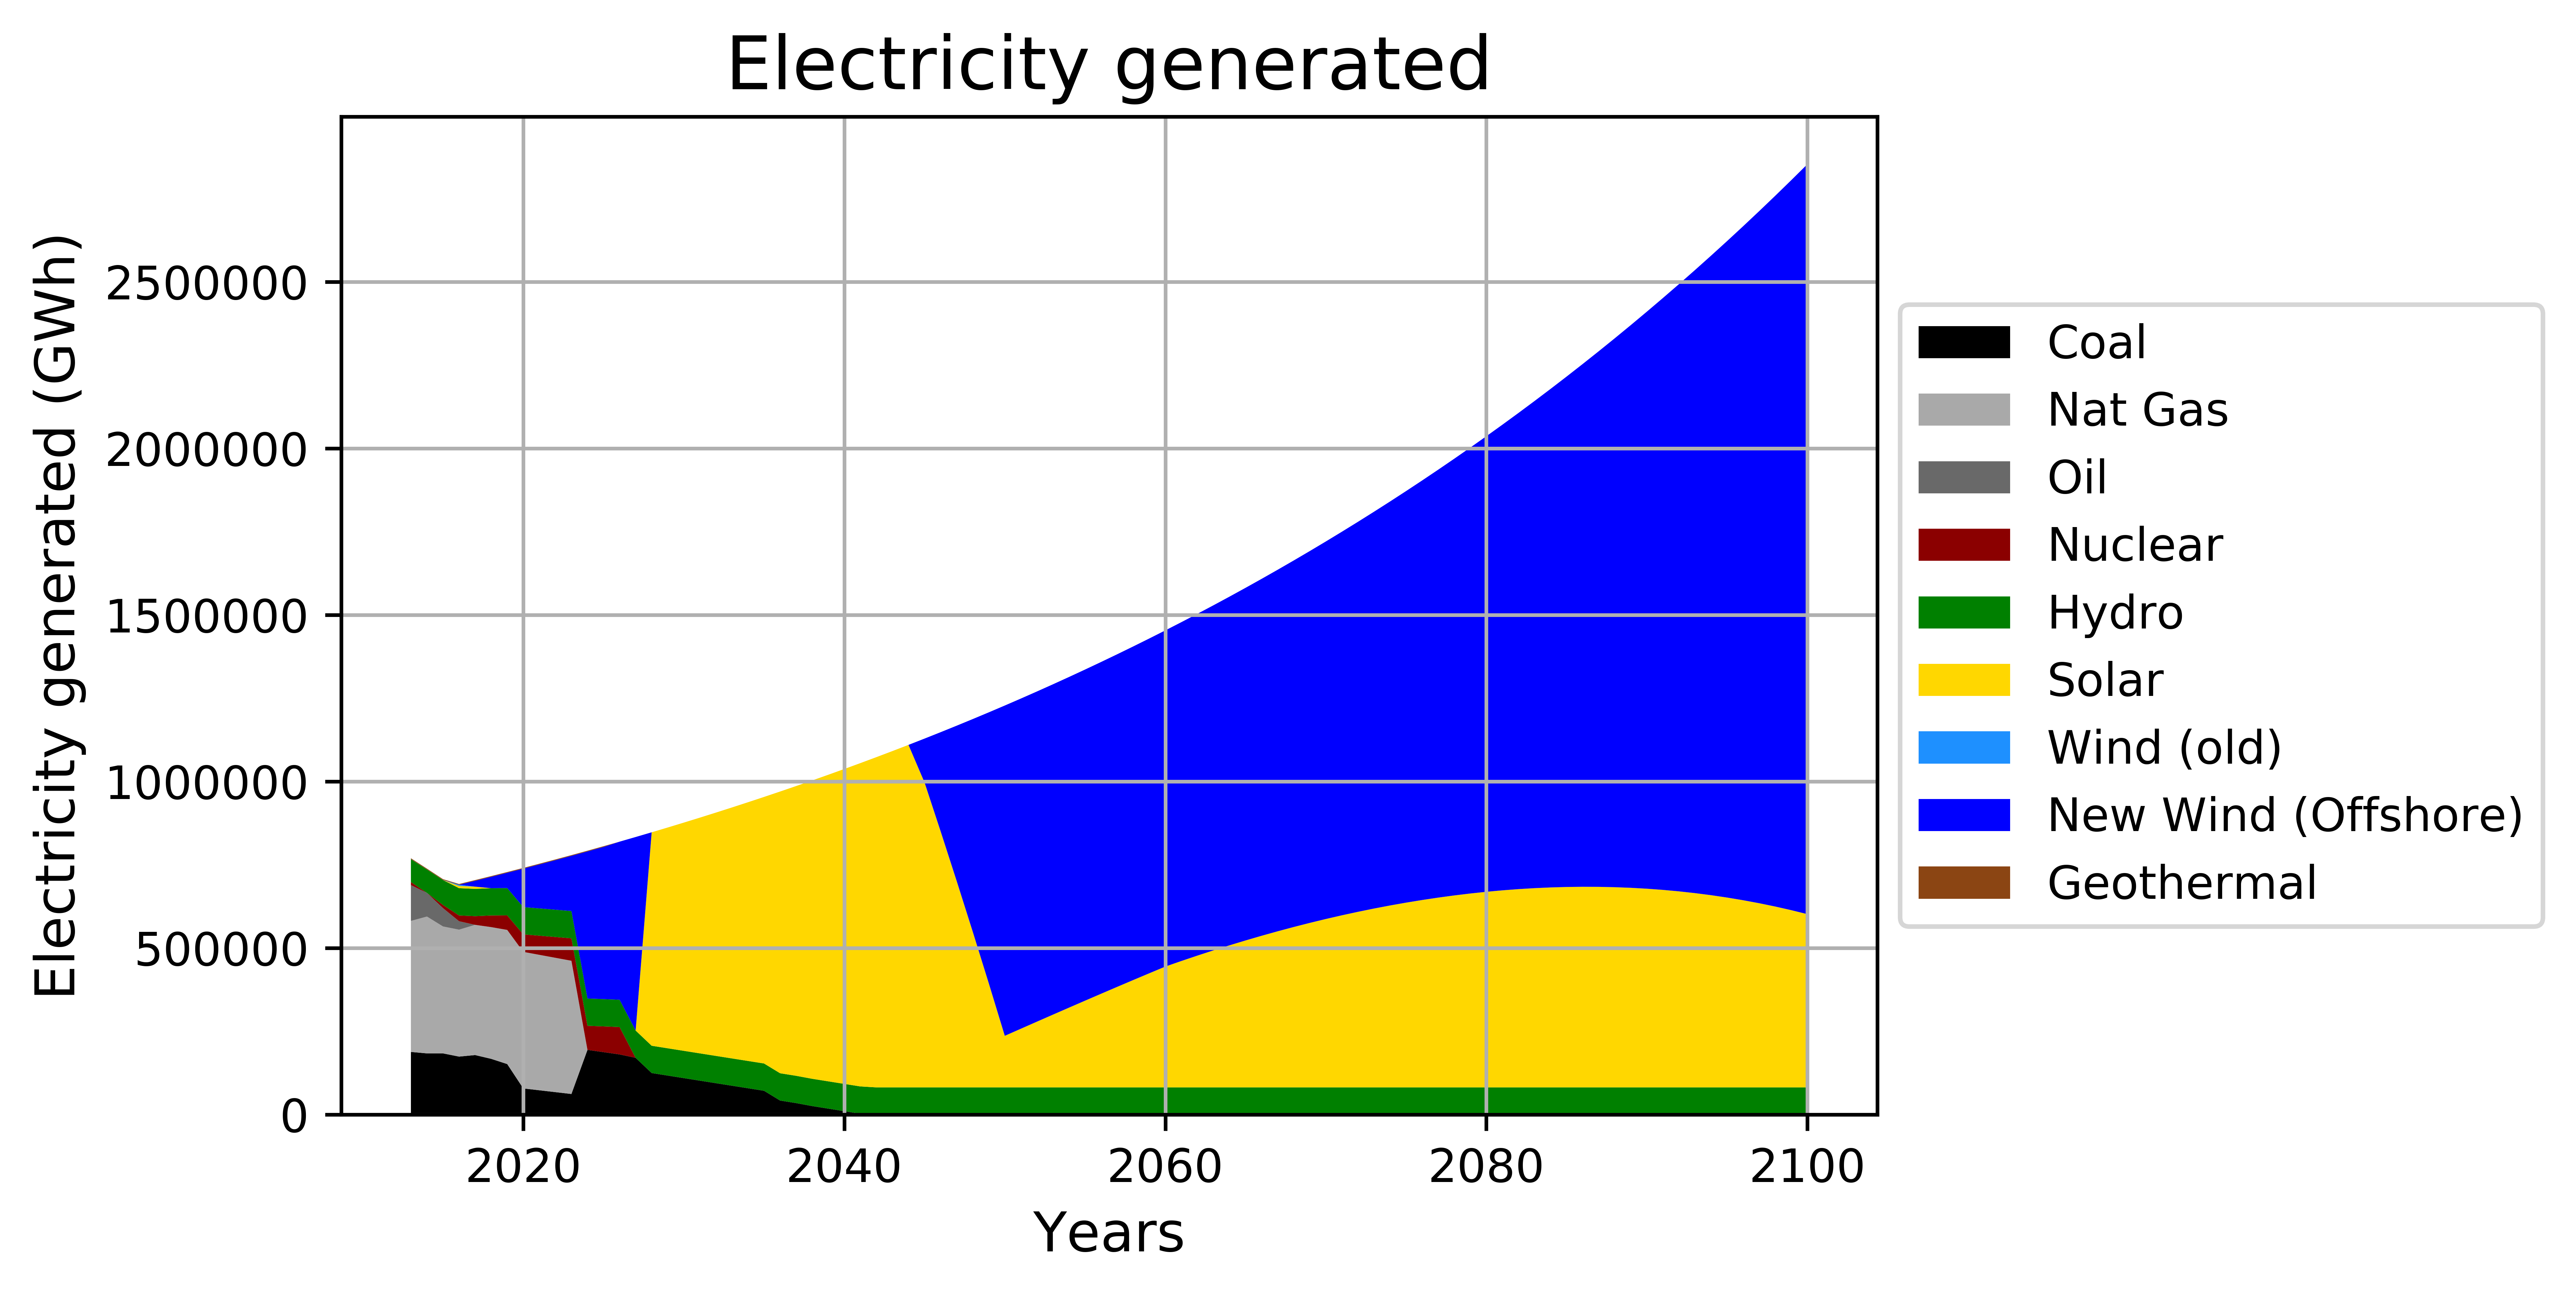 Electricity generated
Electricity generated (GWh)
2500000
2000000
1500000
1000000
500000
0
2020
2040
2060
2080
2100
Years
Coal
Nat Gas
Oil
Nuclear
Hydro
Solar
Wind (old)
New Wind (Offshore)
Geothermal